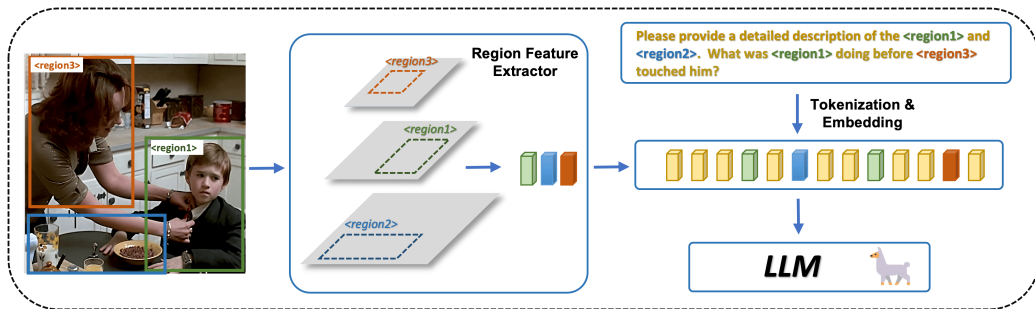 <region3>
<region1>
<region3>
<region1>
<region2>
Region Feature
Extractor
Please provide a detailed description of the <region1> and
<region2>. What was <region1> doing before <region3>
touched him?
Tokenization &
Embedding
LLM